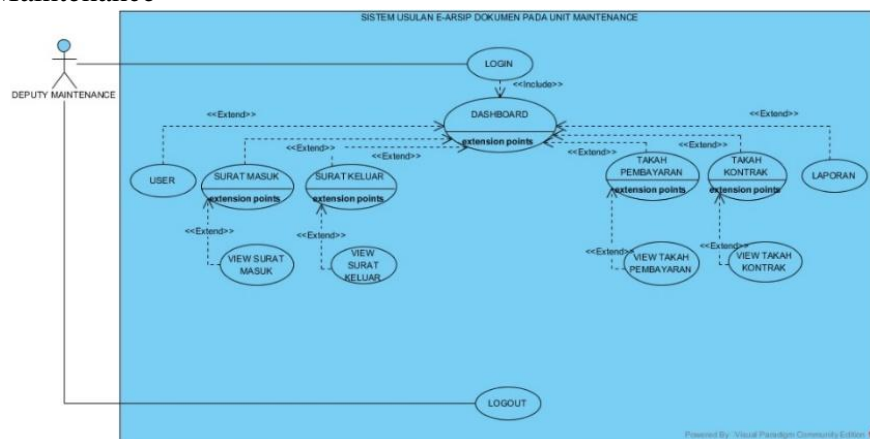 Maintenance
SISTEM USULAN E-ARSIP DOKUMEN PADA UNIT MAINTENANCE
DEPUTY MAINTENANCE
LOGIN
<<Include>>
DASHBOARD
extension points
<<Extend>>
<<Extend>>
<<Extend>>
<<Extend>>
<<Extend>>
<<Extend>>
<<Extend>>
USER
SURAT MASUK
extension points
SURAT KELUAR
extension points
TAKAH
PEMBAYARAN
extension points
TAKAH
KONTRAK
extension points
LAPORAN
<<Extend>>
<<Extend>>
<<Extend>>
<<Extend>>
VIEW SURAT
MASUK
VIEW
SURAT
KELUAR
VIEW TAKAH
PEMBAYARAN
VIEW TAKAH
KONTRAK
LOGOUT
Powered By Visual Paradigm Community Edition